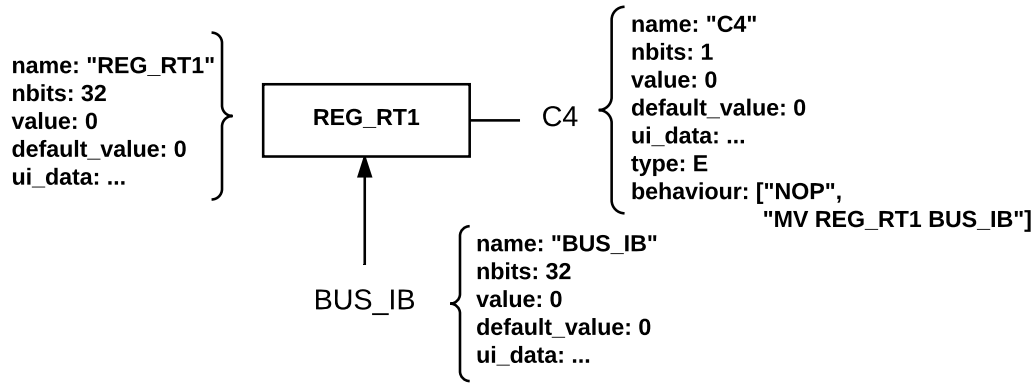 name: "REG_RT1"
nbits: 32
value: 0
default_value: 0
ui_data: ...
REG_RT1
C4
name: "C4"
nbits: 1
value: 0
default_value: 0
ui_data: ...
type: E
behaviour: ["NOP",
"MV REG_RT1 BUS_IB"]
BUS_IB
name: "BUS_IB"
nbits: 32
value: 0
default_value: 0
ui_data: ...